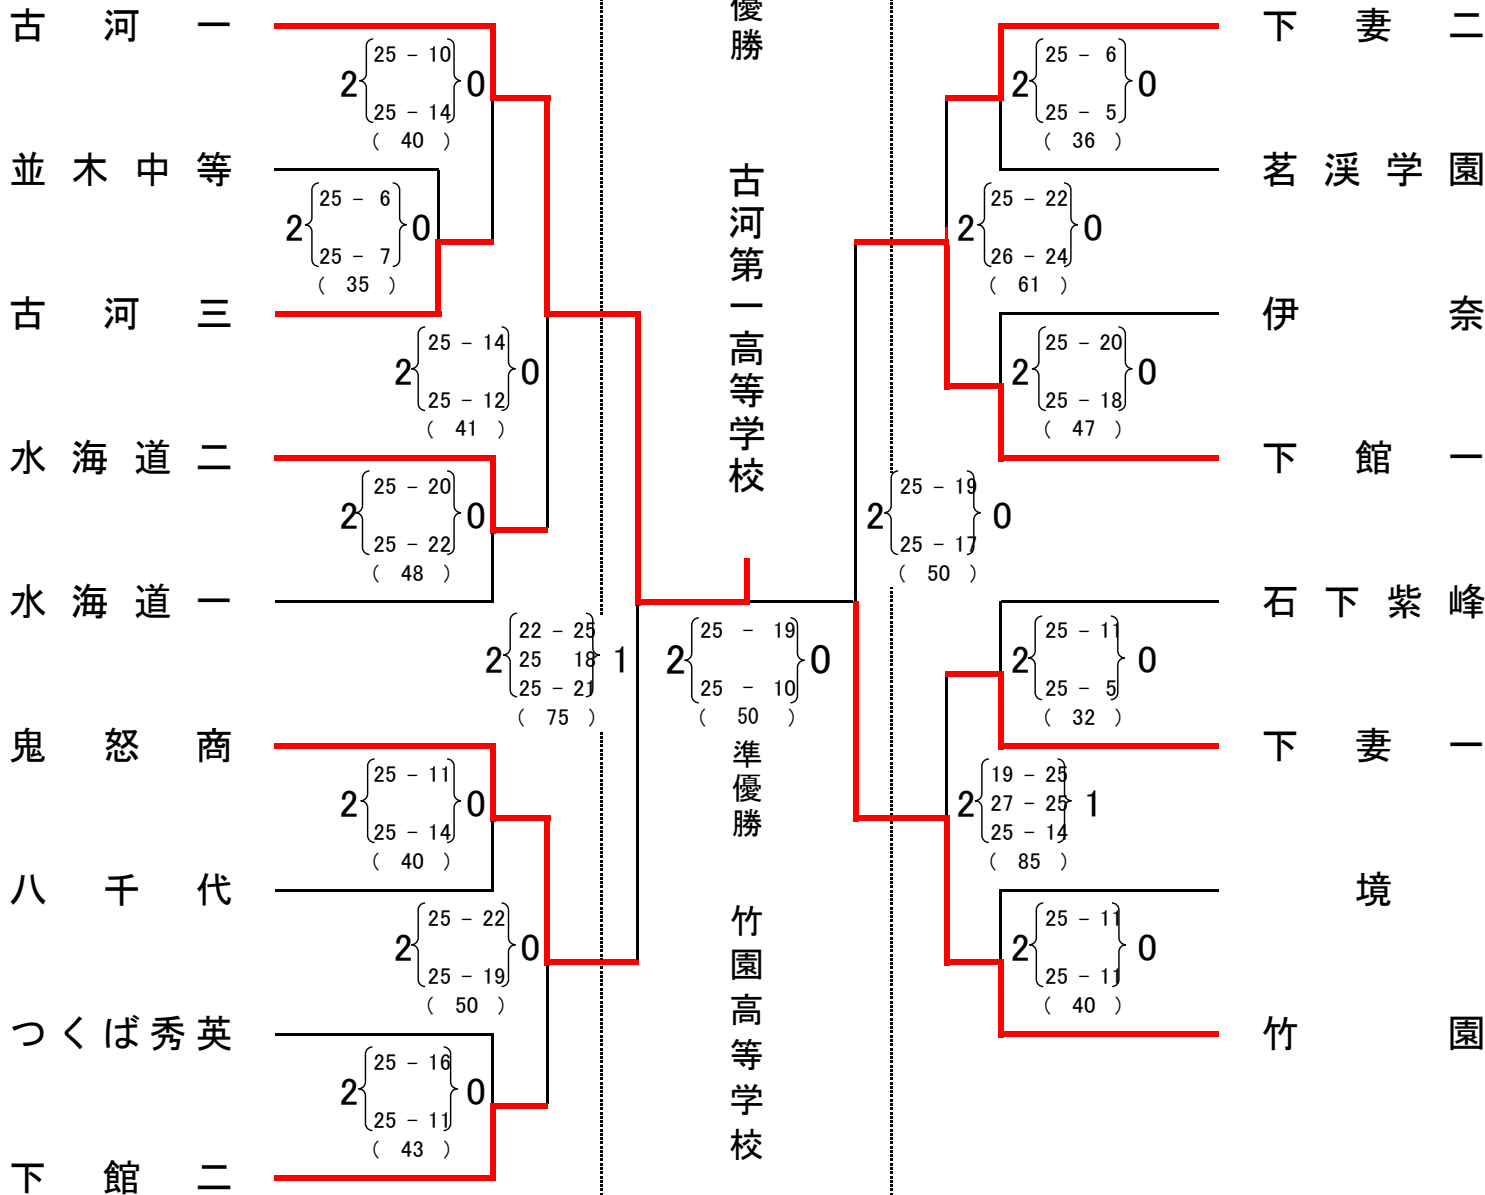 古河一
25 - 10
2 0
25 - 14
( 40 )
並木中等
25 - 6
2 0
25 - 7
( 35 )
古河三
25 - 14
2 0
25 - 12
( 41 )
水海道二
25 - 20
2 0
25 - 22
( 48 )
水海道一
22 - 25
2 25 18 1
25 - 21
( 75 )
鬼怒商
25 - 11
2 0
25 - 14
( 40 )
八千代
25 - 22
2 0
25 - 19
( 50 )
つくば秀英
25 - 16
2 0
25 - 11
( 43 )
下館二
優勝
古河第一高等学校
25 - 19
2 0
25 - 10
( 50 )
準優勝
竹園高等学校
下妻二
25 - 6
2 0
25 - 5
( 36 )
茗溪学園
25 - 22
2 0
26 - 24
( 61 )
伊奈
25 - 20
2 0
25 - 18
( 47 )
下館一
25 - 19
2 0
25 - 17
( 50 )
石下紫峰
25 - 11
2 0
25 - 5
( 32 )
下妻一
19 - 25
2 27 - 25 1
25 - 14
( 85 )
境
25 - 11
2 0
25 - 11
( 40 )
竹園